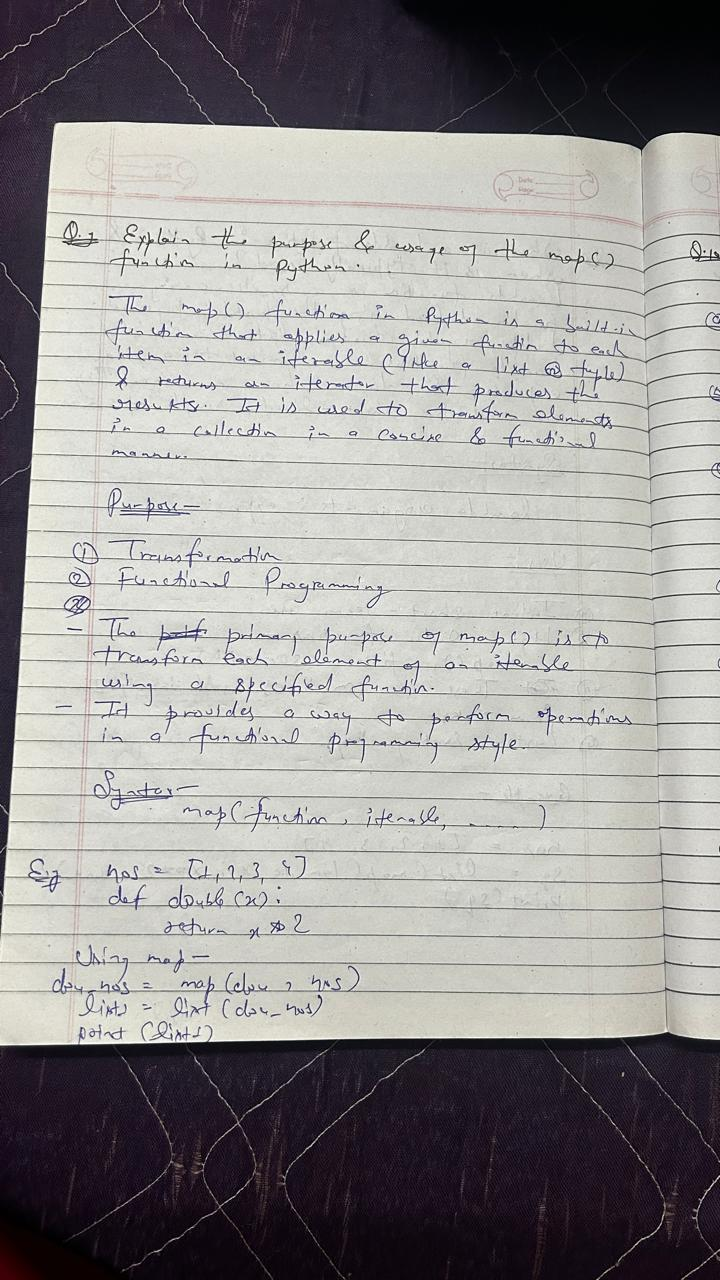 Date
Page
Q.9 Explain the purpose & usage of the map()
function in Python.
The map() function in Python is a built-in
function that applies a given function to each
item in an iterable (like a list or tuple)
& returns an iterator that produces the
results. It is used to transform elements
in a collection in a concise & functional
manner.
Purpose-
① Transformation
② Functional Programming
- The primary purpose of map() is to
transform each element of an iterable
using a specified function.
- It provides a way to perform operations
in a functional programming style.
Syntax-
map(function, iterable, ......)
E.g nos = [1, 2, 3, 4]
def double(x):
return x * 2
Using map-
dou_nos = map(dou, nos)
list1 = list(dou_nos)
print(list1)